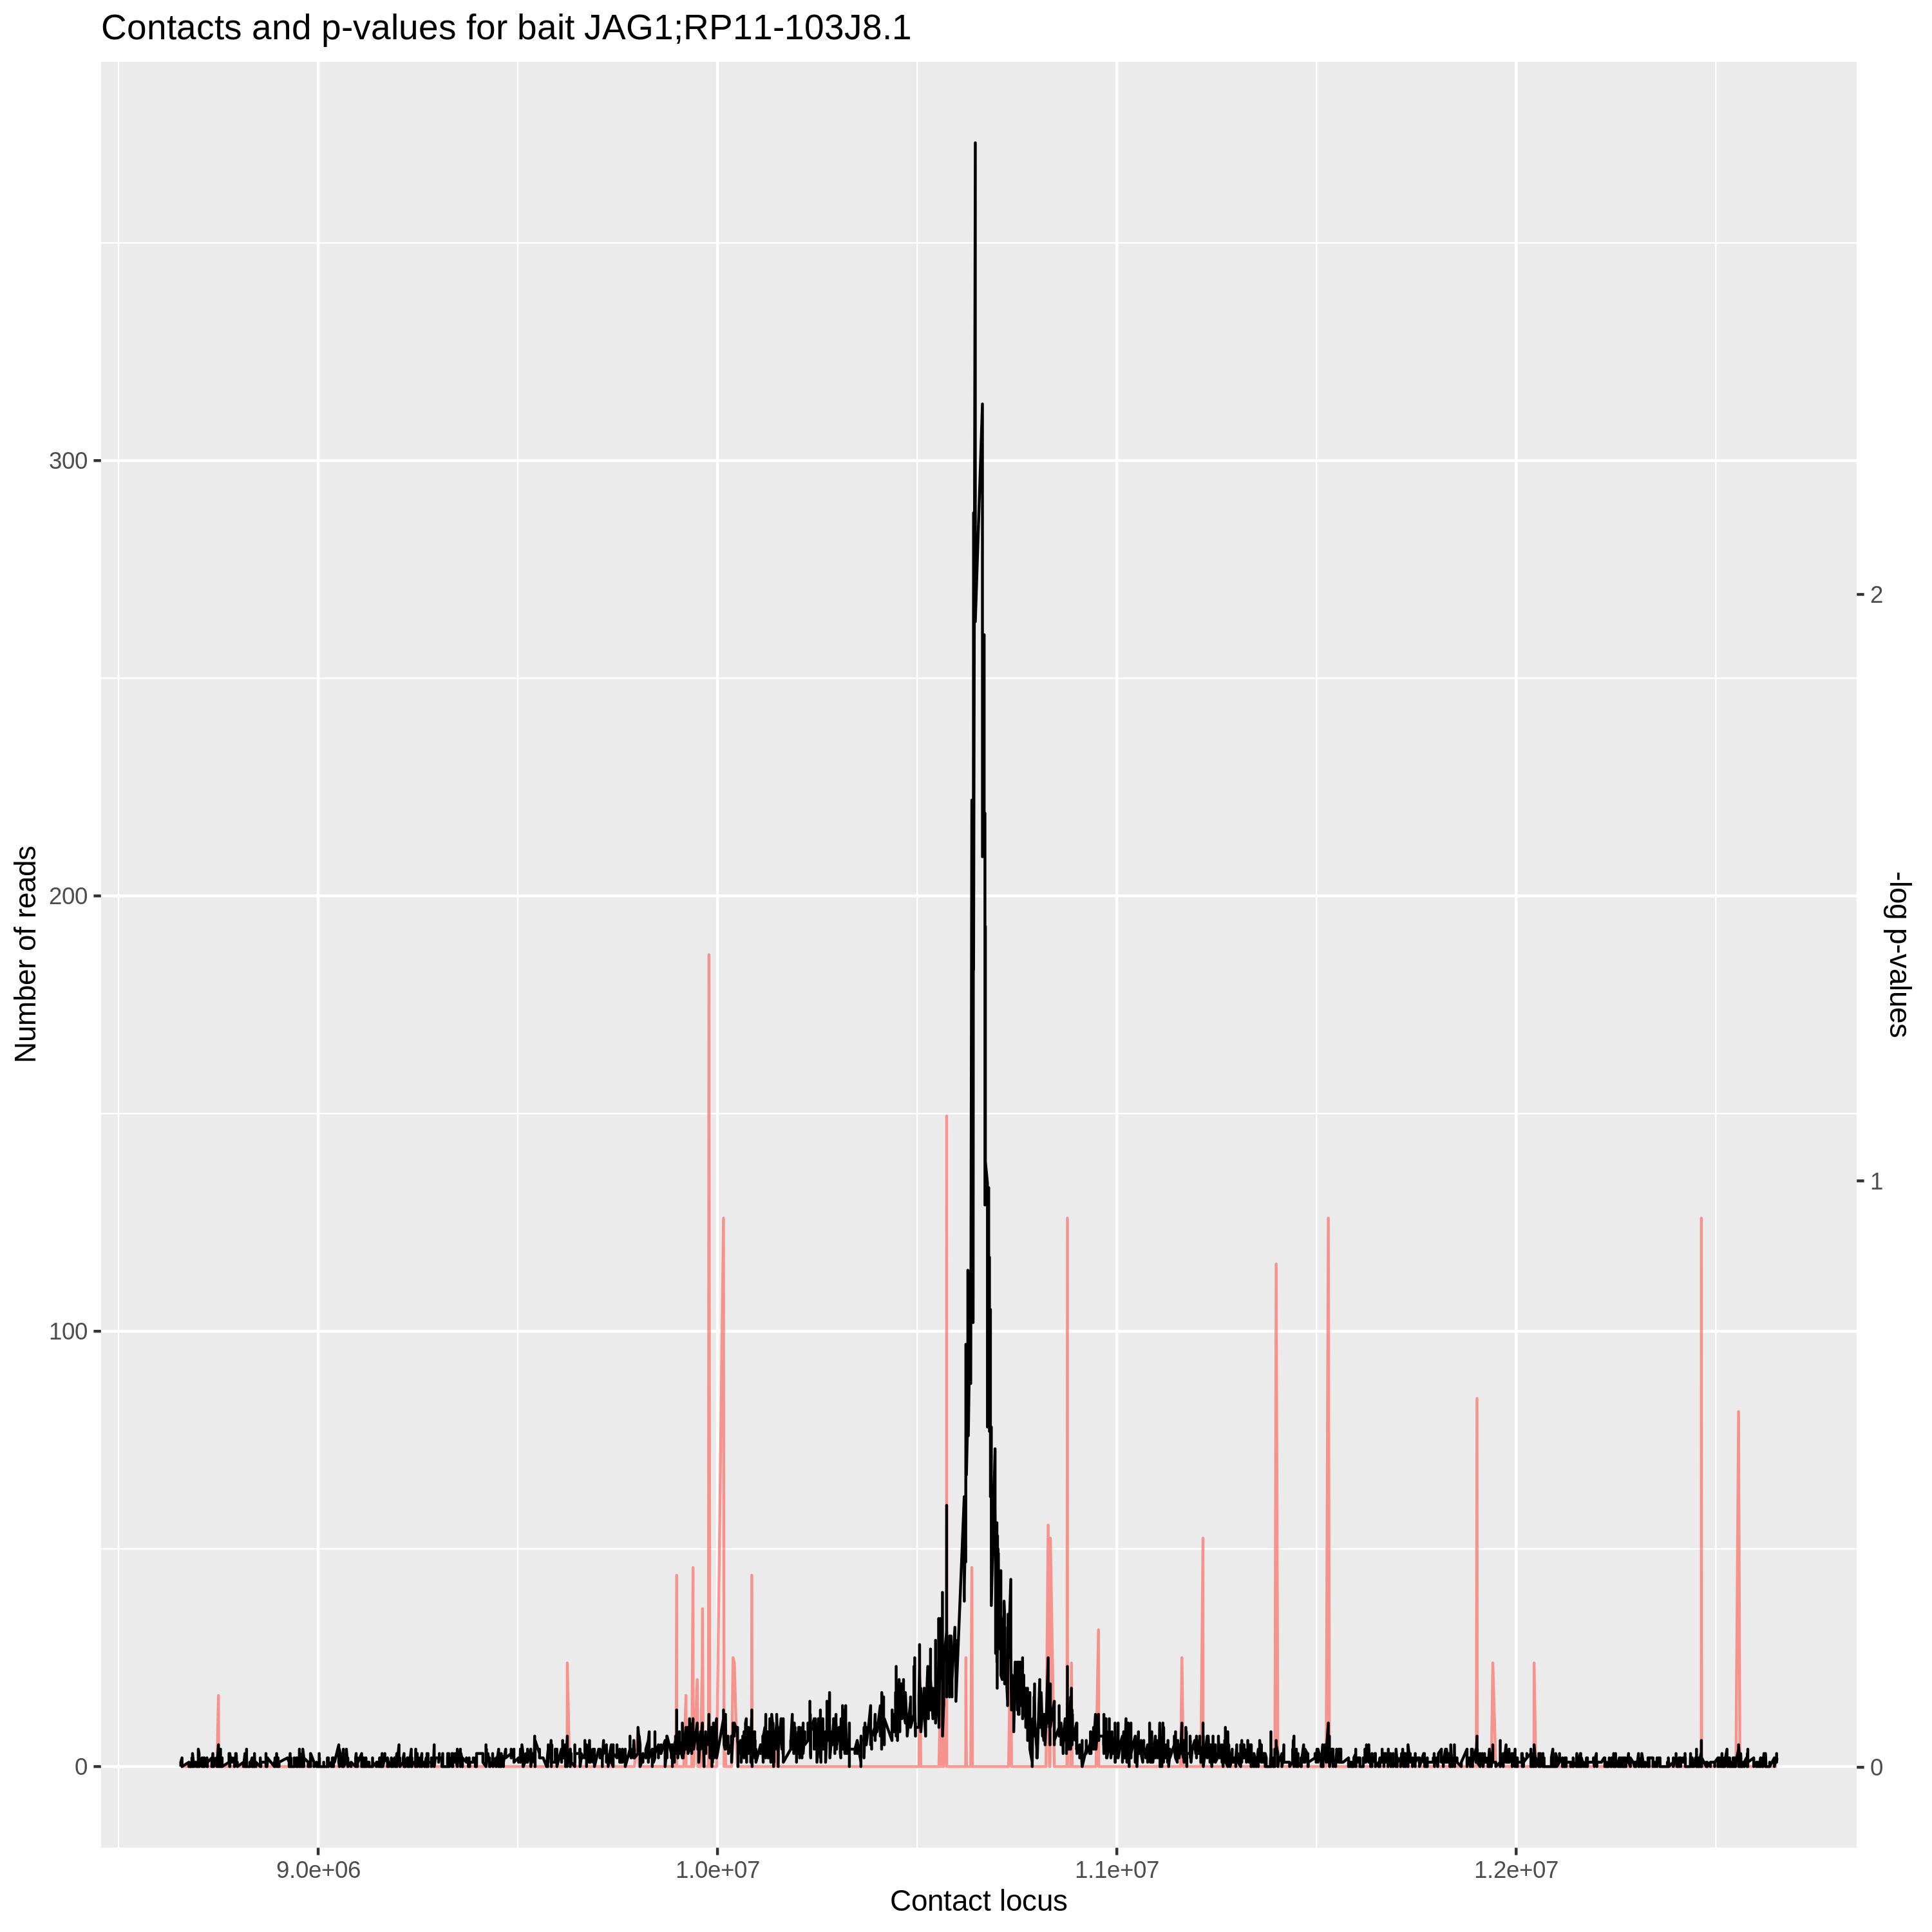 Contacts and p-values for bait JAG1;RP11-103J8.1
Number of reads
300
200
100
0
2
1
0
-log p-values
9.0e+06
1.0e+07
1.1e+07
1.2e+07
Contact locus